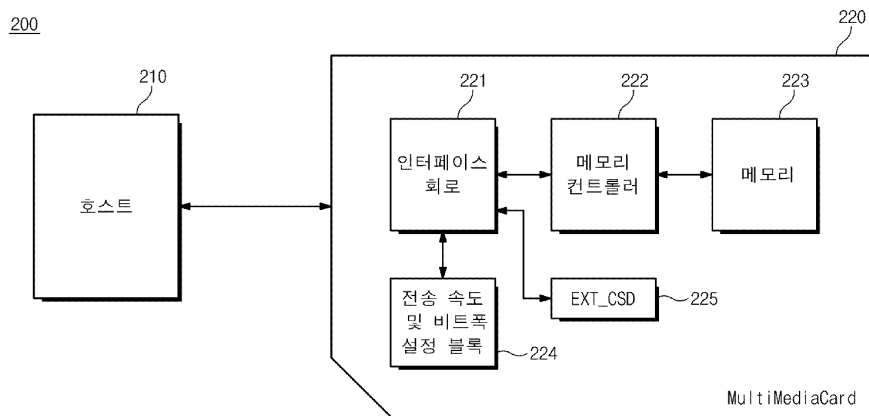 200
220
210
221
222
223
호스트
인터페이스
회로
메모리
컨트롤러
메모리
전송 속도
및 비트폭
설정 블록
224
EXT_CSD
225
MultiMediaCard